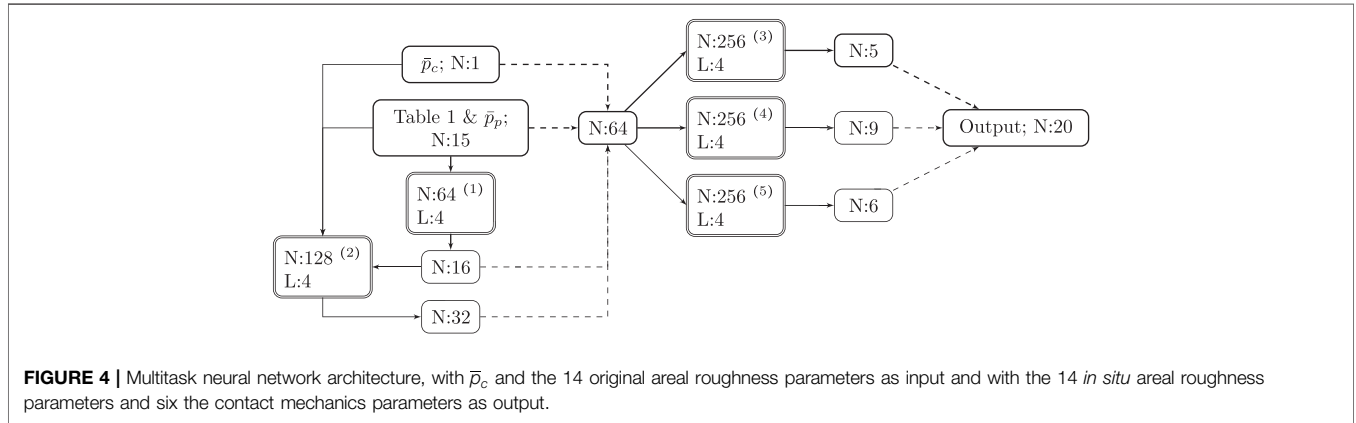 p̄_c; N:1
Table 1 & p̄_p;
N:15
N:64 (1)
L:4
N:128 (2)
L:4
N:16
N:32
N:64
N:256 (3)
L:4
N:256 (4)
L:4
N:256 (5)
L:4
N:5
N:9
N:6
Output; N:20
FIGURE 4 | Multitask neural network architecture, with p̄_c and the 14 original areal roughness parameters as input and with the 14 in situ areal roughness
parameters and six the contact mechanics parameters as output.